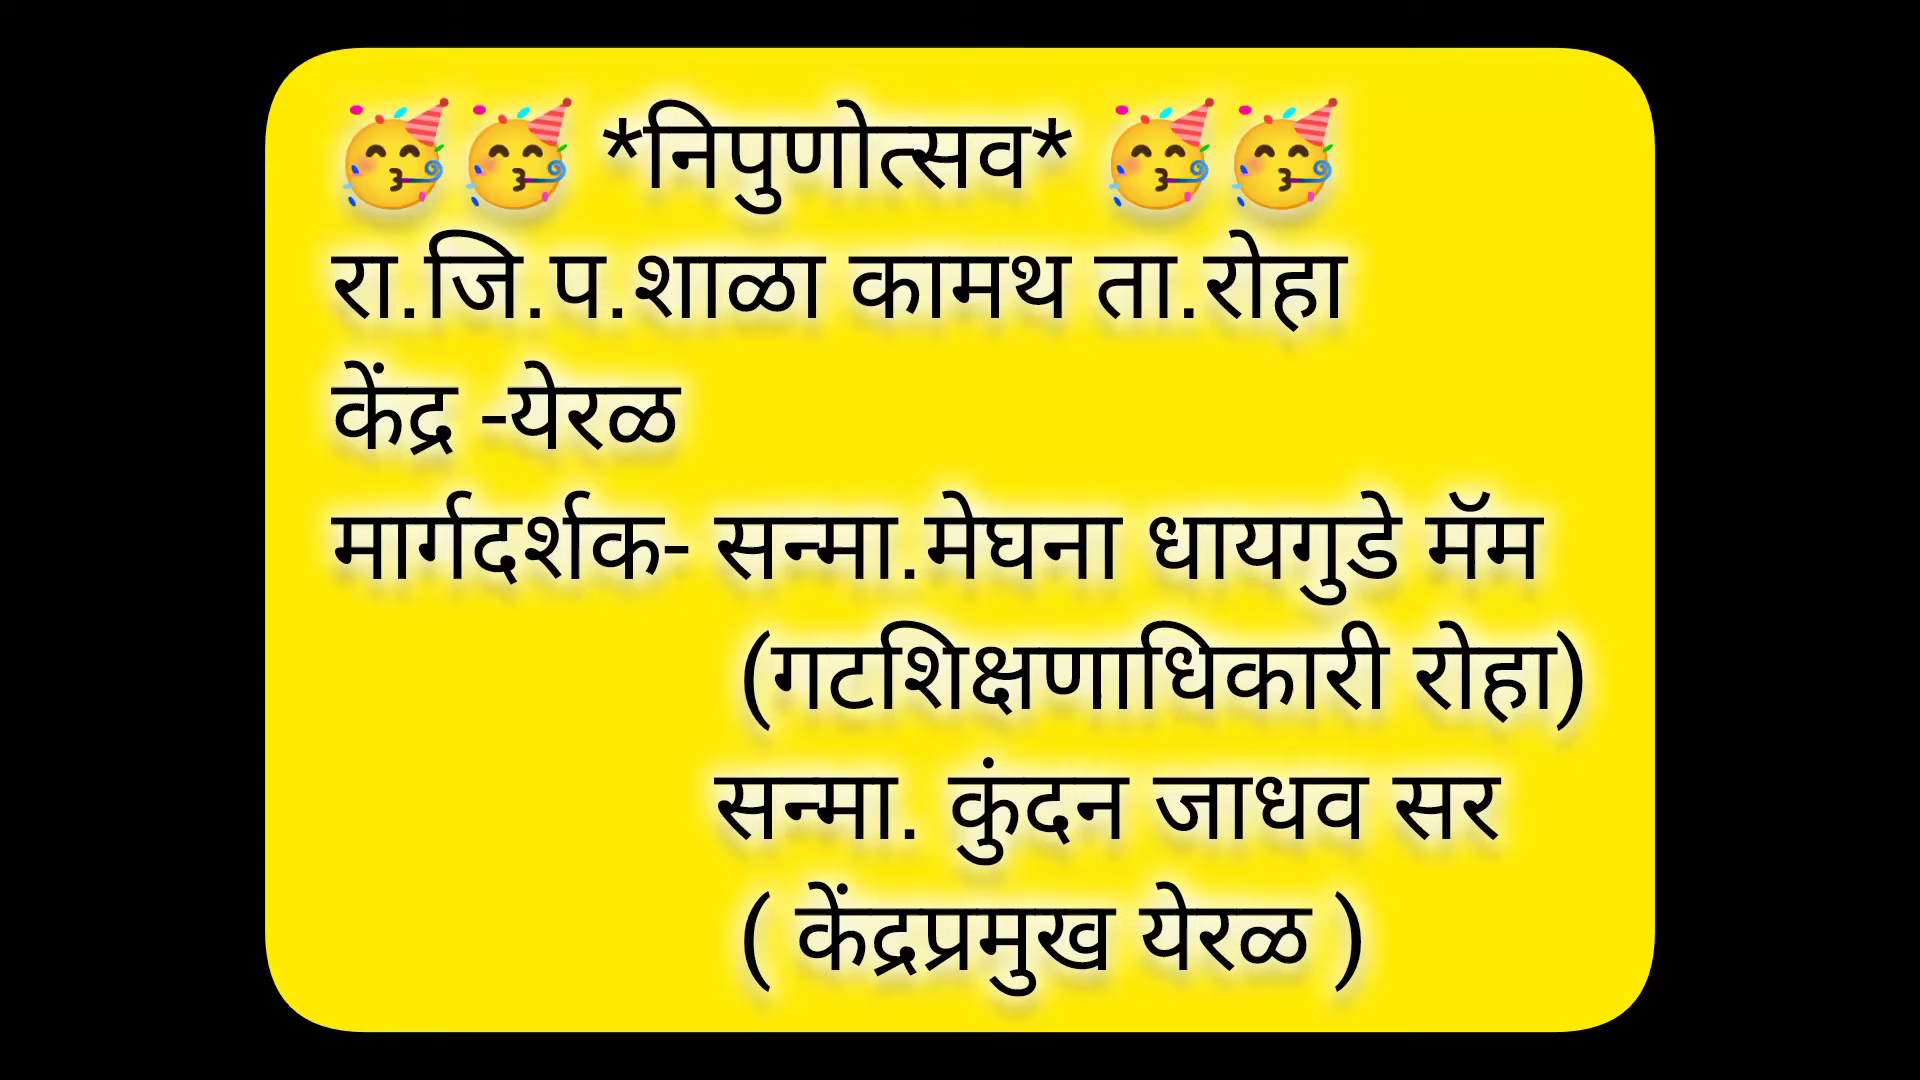 🥳🥳 *निपुणोत्सव* 🥳🥳
रा.जि.प.शाळा कामथ ता.रोहा
केंद्र -येरळ
मार्गदर्शक- सन्मा.मेघना धायगुडे मॅम
(गटशिक्षणाधिकारी रोहा)
सन्मा. कुंदन जाधव सर
( केंद्रप्रमुख येरळ )